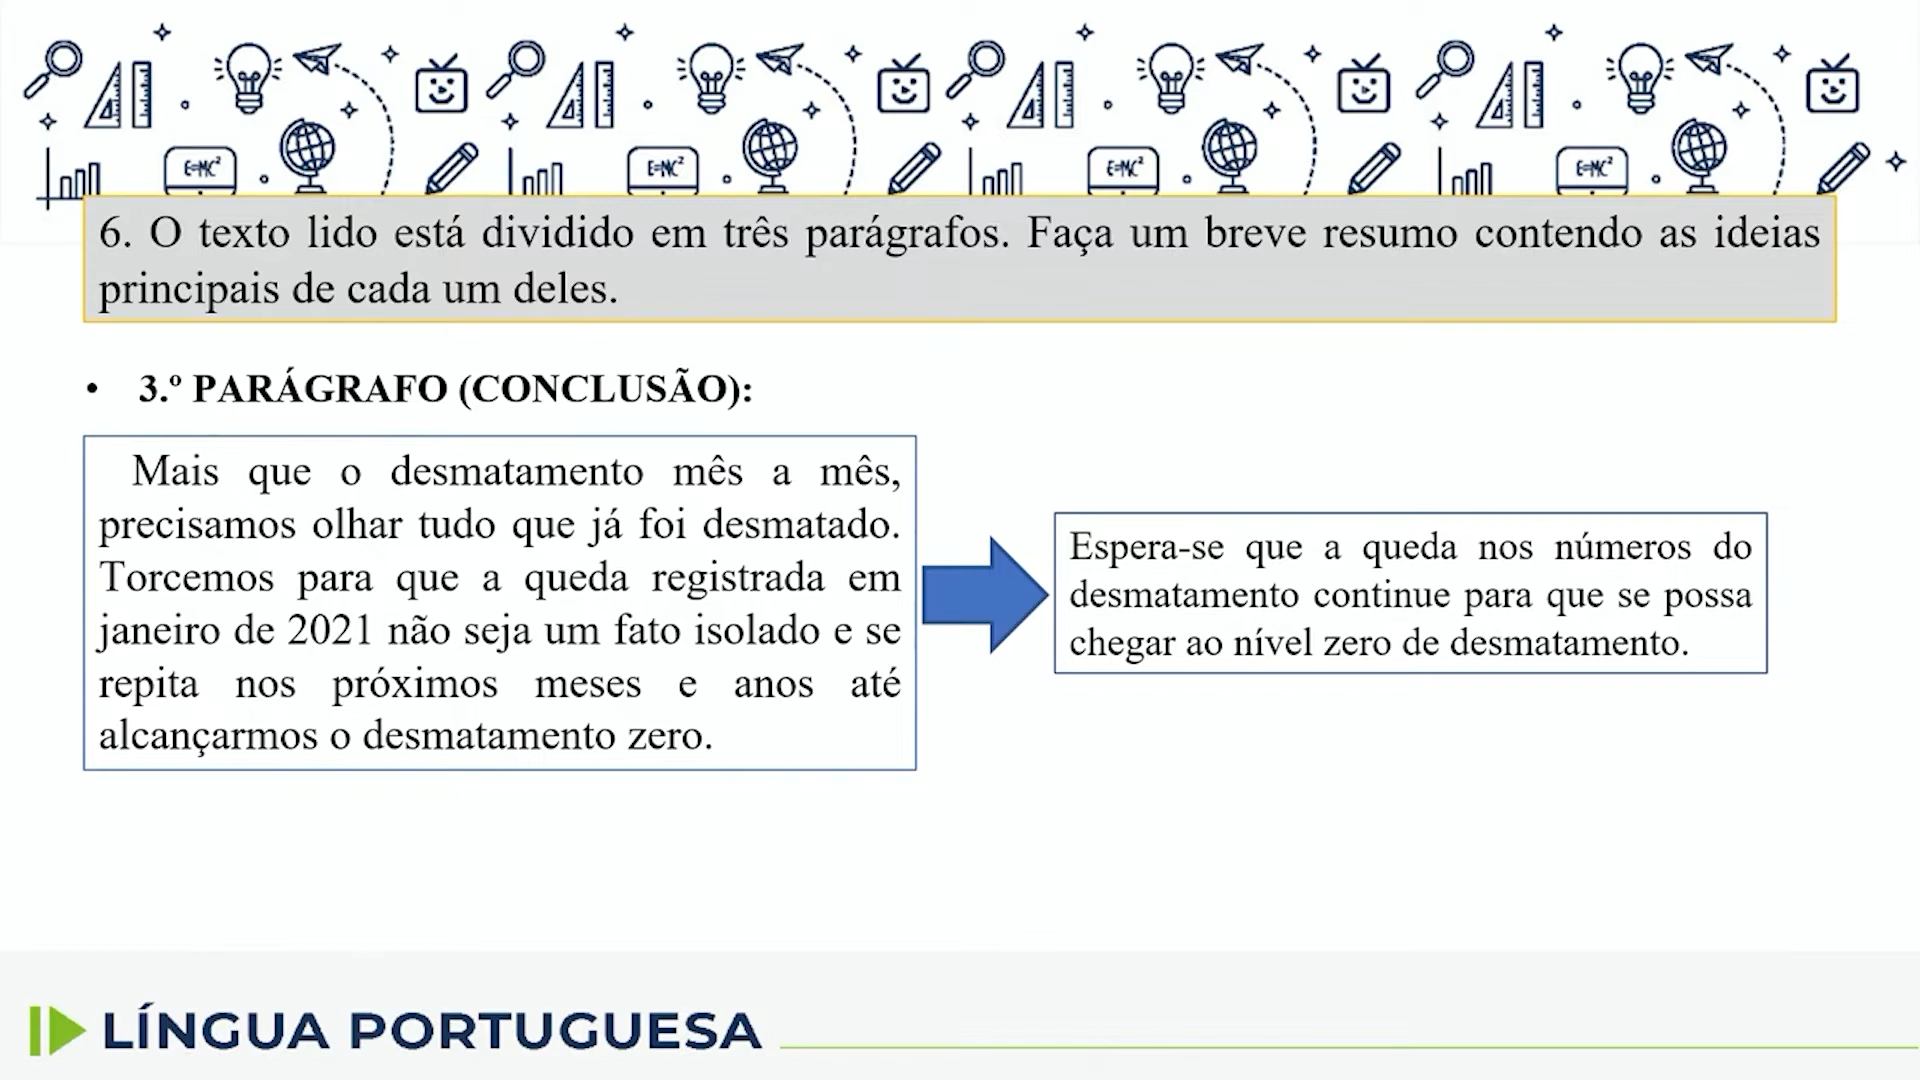 E=MC²
E=MC²
E=MC²
E=MC²
6. O texto lido está dividido em três parágrafos. Faça um breve resumo contendo as ideias
principais de cada um deles.
• 3.º PARÁGRAFO (CONCLUSÃO):
Mais que o desmatamento mês a mês,
precisamos olhar tudo que já foi desmatado.
Torcemos para que a queda registrada em
janeiro de 2021 não seja um fato isolado e se
repita nos próximos meses e anos até
alcançarmos o desmatamento zero.
Espera-se que a queda nos números do
desmatamento continue para que se possa
chegar ao nível zero de desmatamento.
LÍNGUA PORTUGUESA